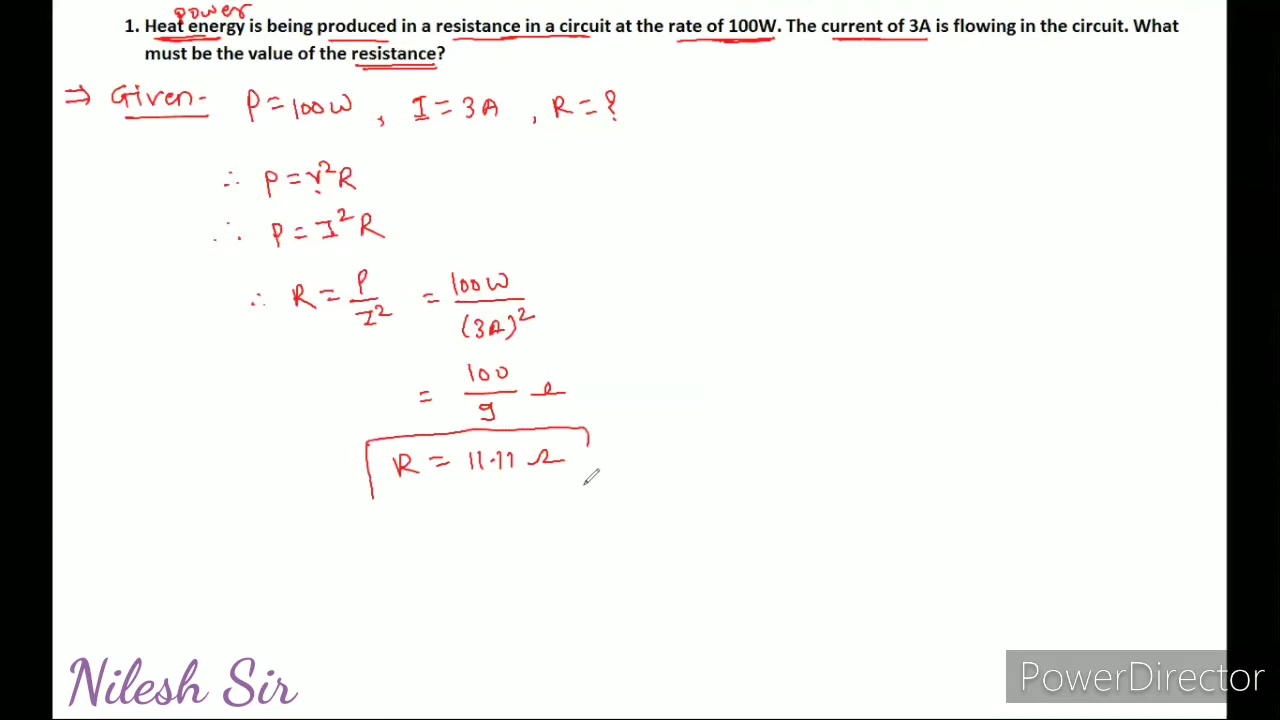 power
1. Heat energy is being produced in a resistance in a circuit at the rate of 100W. The current of 3A is flowing in the circuit. What
must be the value of the resistance?
⇒ Given- P=100W, I=3A, R=?
∴ P=i²R
∴ P=I²R
∴ R=P/I² = 100W/(3A)²
= 100/9 Ω
R=11.11 Ω
Nilesh Sir
PowerDirector